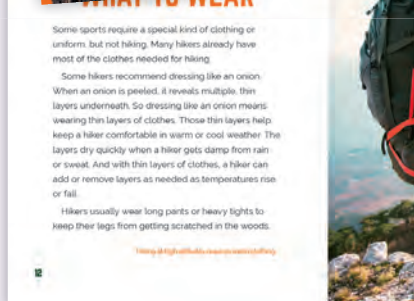 WHAT TO WEAR
Some sports require a special kind of clothing or
uniform, but not hiking. Many hikers already have
most of the clothes needed for hiking.
Some hikers recommend dressing like an onion.
When an onion is peeled, it reveals multiple, thin
layers underneath. So dressing like an onion means
wearing thin layers of clothes. Those thin layers help
keep a hiker comfortable in warm or cool weather. The
layers dry quickly when a hiker gets damp from rain
or sweat. And with thin layers of clothes, a hiker can
add or remove layers as needed as temperatures rise
or fall.
Hikers usually wear long pants or heavy tights to
keep their legs from getting scratched in the woods.
12